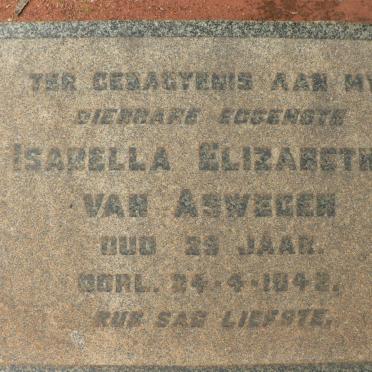 TER GEDAGTENIS AAN MY
DIERBARE EGGENOTE
ISABELLA ELIZABETH
VAN ASWEGEN
OUD 25 JAAR.
OORL. 24-4-1942.
RUS SAG LIEFSTE.